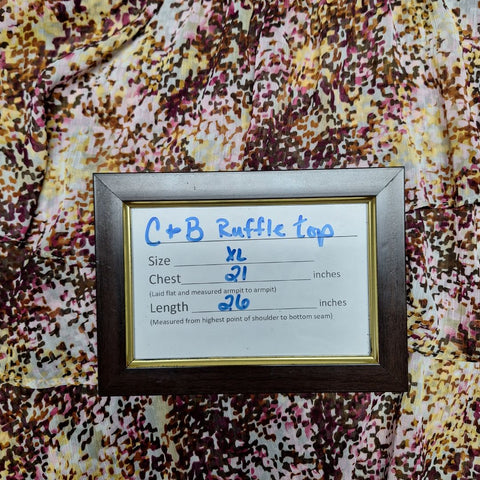 C + B Ruffle top
Size XL
Chest 21 inches
(Laid flat and measured armpit to armpit)
Length 26 inches
(Measured from highest point of shoulder to bottom seam)